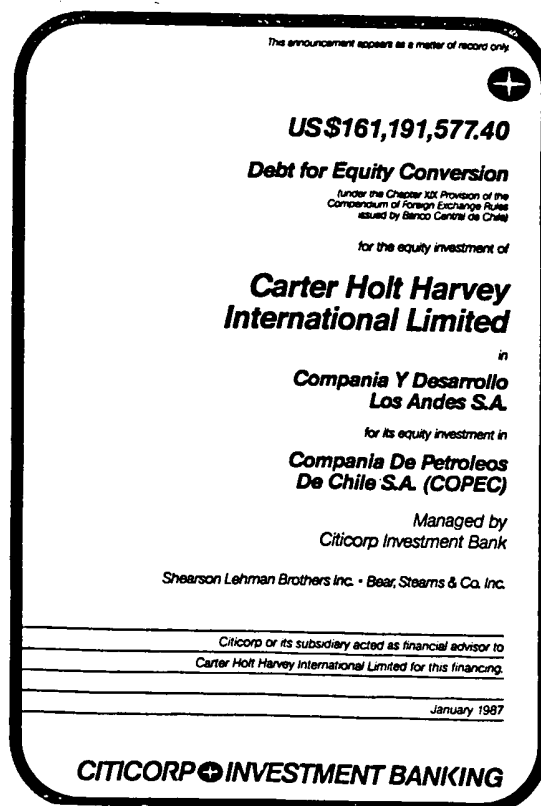 This announcement appears as a matter of record only.
US$161,191,577.40
Debt for Equity Conversion
(under the Chapter XIX Provision of the
Compendium of Foreign Exchange Rules
issued by Banco Central de Chile)
for the equity investment of
Carter Holt Harvey
International Limited
in
Compania Y Desarrollo
Los Andes S.A.
for its equity investment in
Compania De Petroleos
De Chile S.A. (COPEC)
Managed by
Citicorp Investment Bank
Shearson Lehman Brothers Inc. • Bear, Stearns & Co. Inc.
Citicorp or its subsidiary acted as financial advisor to
Carter Holt Harvey International Limited for this financing.
January 1987
CITICORP INVESTMENT BANKING